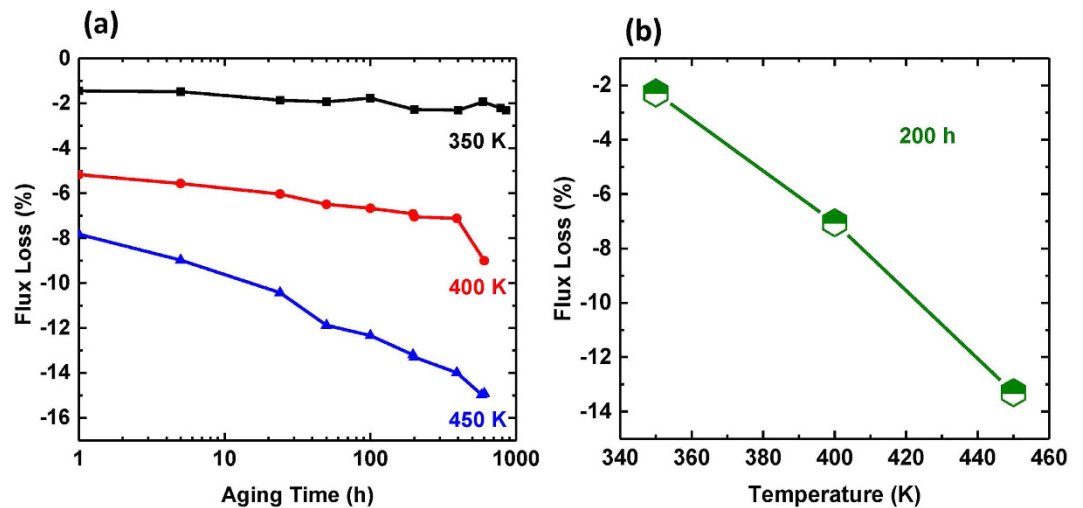 (a)
0
-2
-4
-6
-8
-10
-12
-14
-16
Flux Loss (%)
350 K
400 K
450 K
1 10 100 1000
Aging Time (h)
(b)
-2
-4
-6
-8
-10
-12
-14
Flux Loss (%)
200 h
340 360 380 400 420 440 460
Temperature (K)